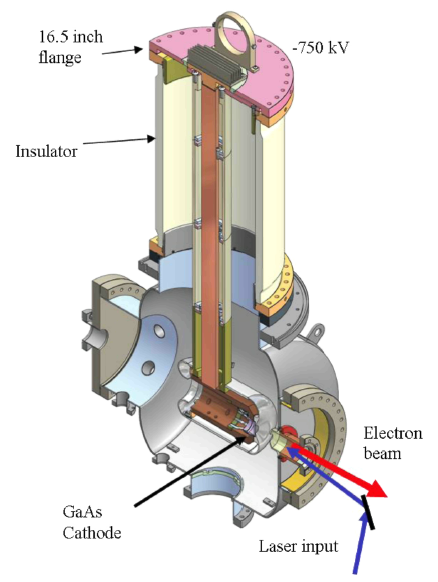 16.5 inch
flange
-750 kV
Insulator
Electron
beam
GaAs
Cathode
Laser input